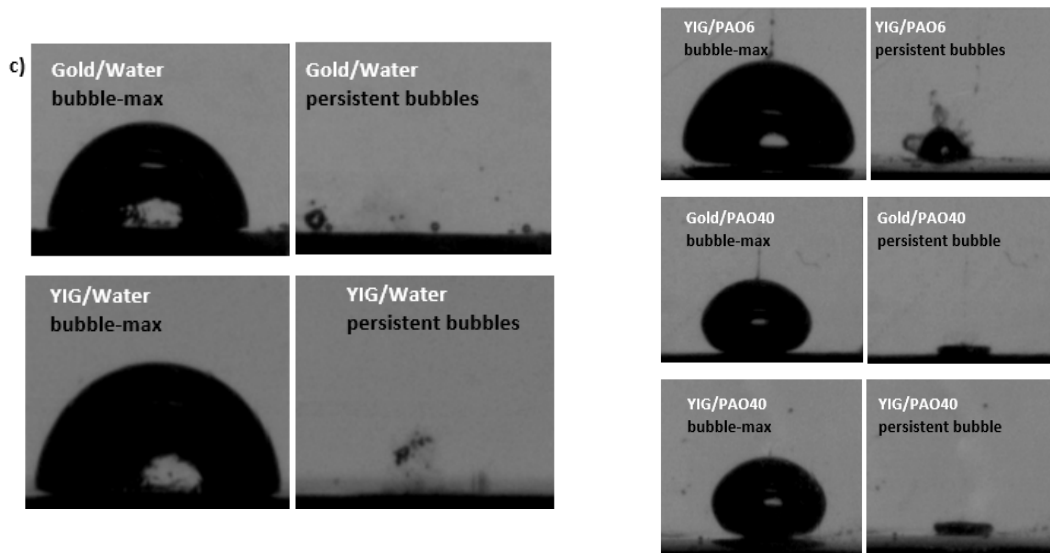 c)
Gold/Water
bubble-max
Gold/Water
persistent bubbles
YIG/Water
bubble-max
YIG/Water
persistent bubbles
YIG/PAO6
bubble-max
YIG/PAO6
persistent bubbles
Gold/PAO40
bubble-max
Gold/PAO40
persistent bubble
YIG/PAO40
bubble-max
YIG/PAO40
persistent bubble